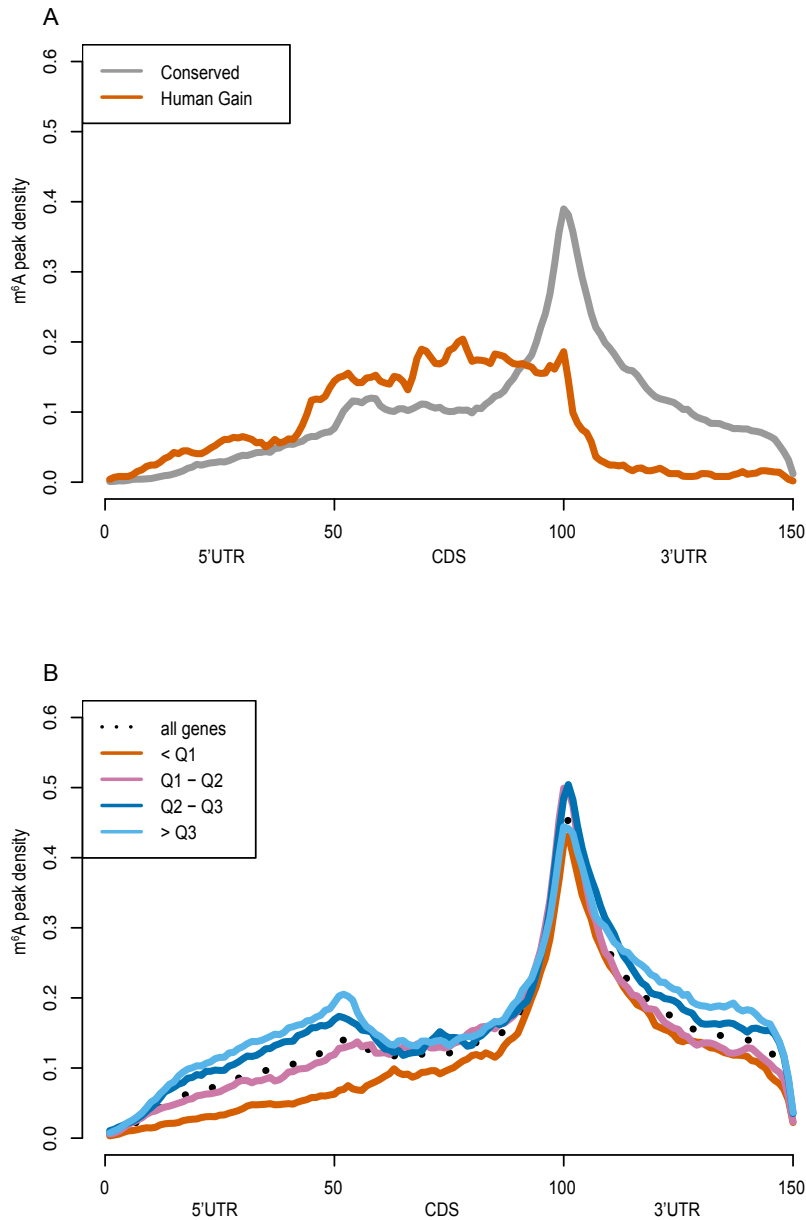 A
Conserved
Human Gain
m⁶A peak density
0.0 0.1 0.2 0.3 0.4 0.5 0.6
0 50 100 150
5'UTR CDS 3'UTR
B
all genes
< Q1
Q1 − Q2
Q2 − Q3
> Q3
m⁶A peak density
0.0 0.1 0.2 0.3 0.4 0.5 0.6
0 50 100 150
5'UTR CDS 3'UTR